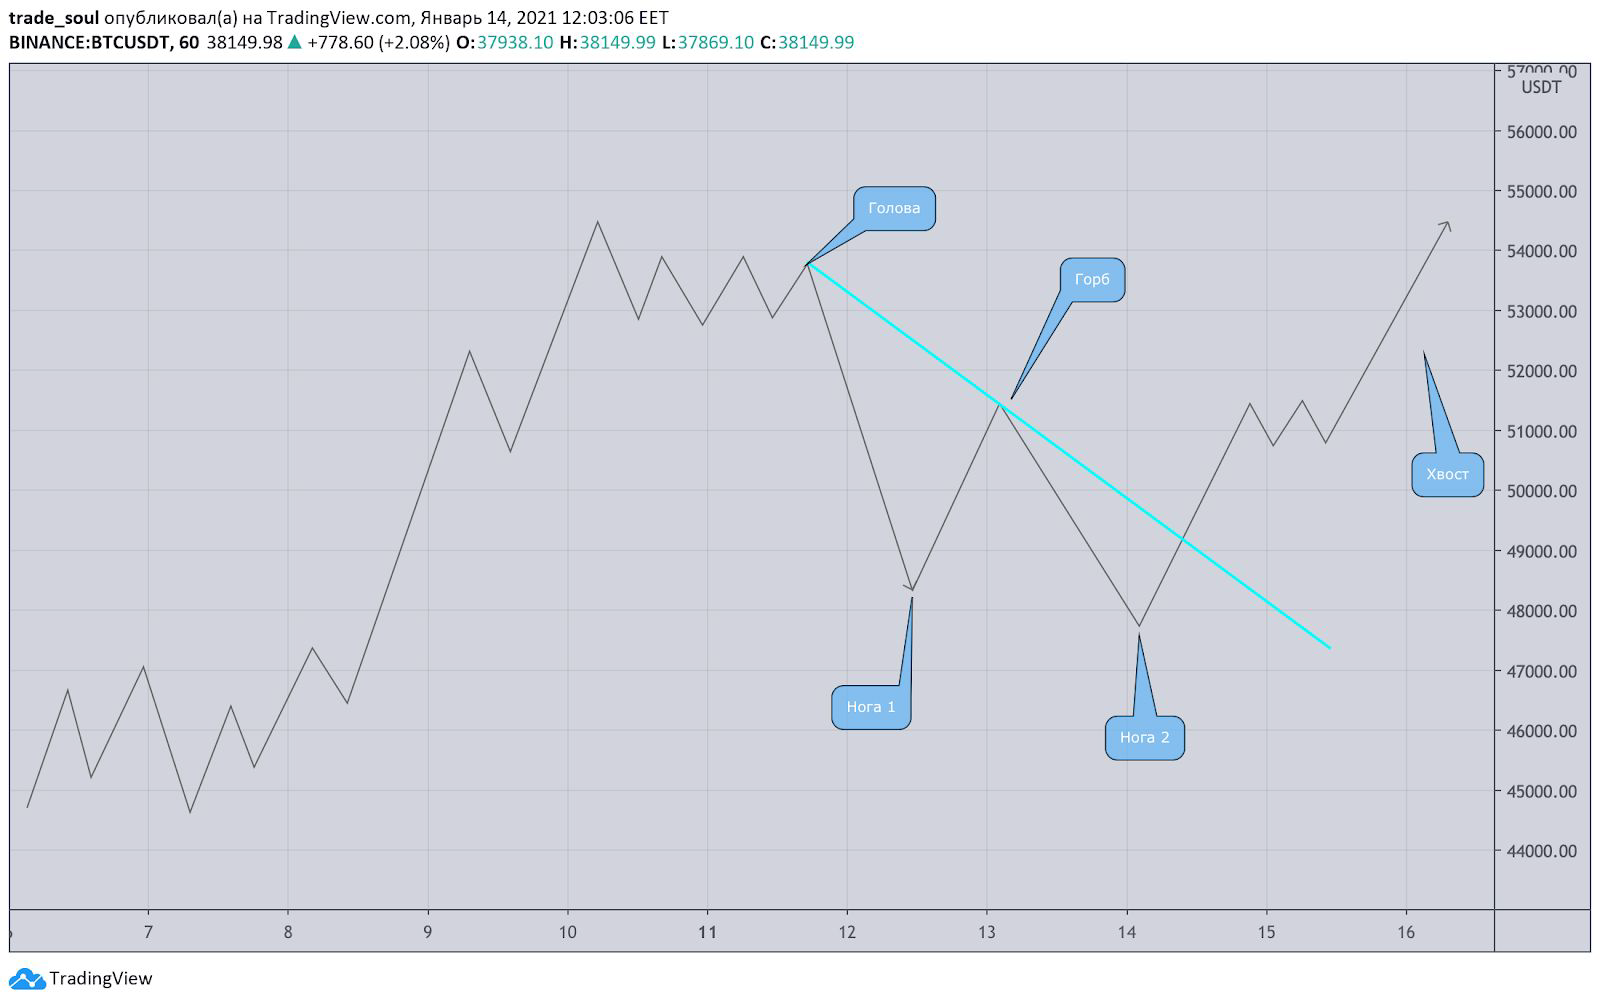 trade_soul опубликовал(а) на TradingView.com, Январь 14, 2021 12:03:06 EET
BINANCE:BTCUSDT, 60 38149.98 ▲ +778.60 (+2.08%) O:37938.10 H:38149.99 L:37869.10 C:38149.99
57000.00
USDT
56000.00
55000.00
Голова
54000.00
Горб
53000.00
52000.00
51000.00
Хвост
50000.00
49000.00
48000.00
47000.00
Нога 1
46000.00
Нога 2
45000.00
44000.00
7 8 9 10 11 12 13 14 15 16
TradingView